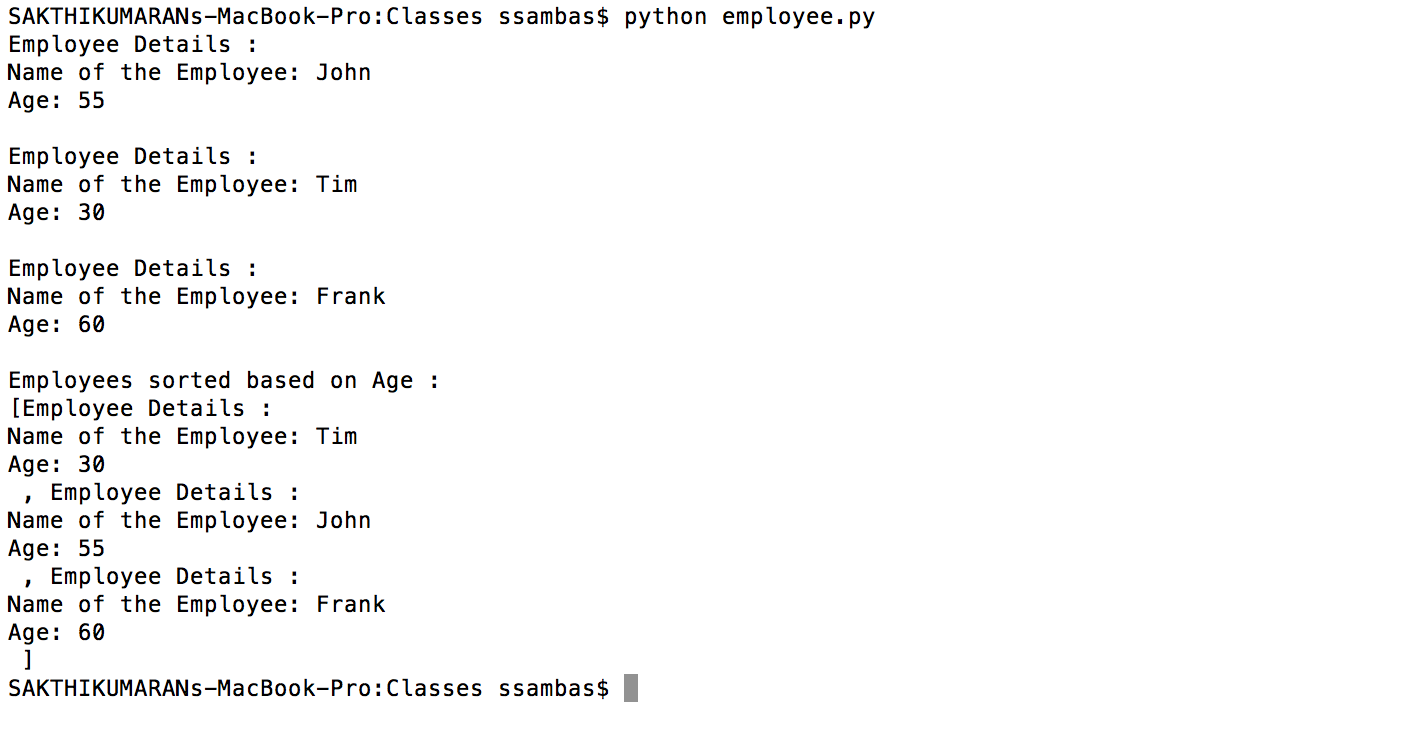 SAKTHIKUMARANs-MacBook-Pro:Classes ssambas$ python employee.py
Employee Details :
Name of the Employee: John
Age: 55

Employee Details :
Name of the Employee: Tim
Age: 30

Employee Details :
Name of the Employee: Frank
Age: 60

Employees sorted based on Age :
[Employee Details :
Name of the Employee: Tim
Age: 30
 , Employee Details :
Name of the Employee: John
Age: 55
 , Employee Details :
Name of the Employee: Frank
Age: 60
 ]
SAKTHIKUMARANs-MacBook-Pro:Classes ssambas$